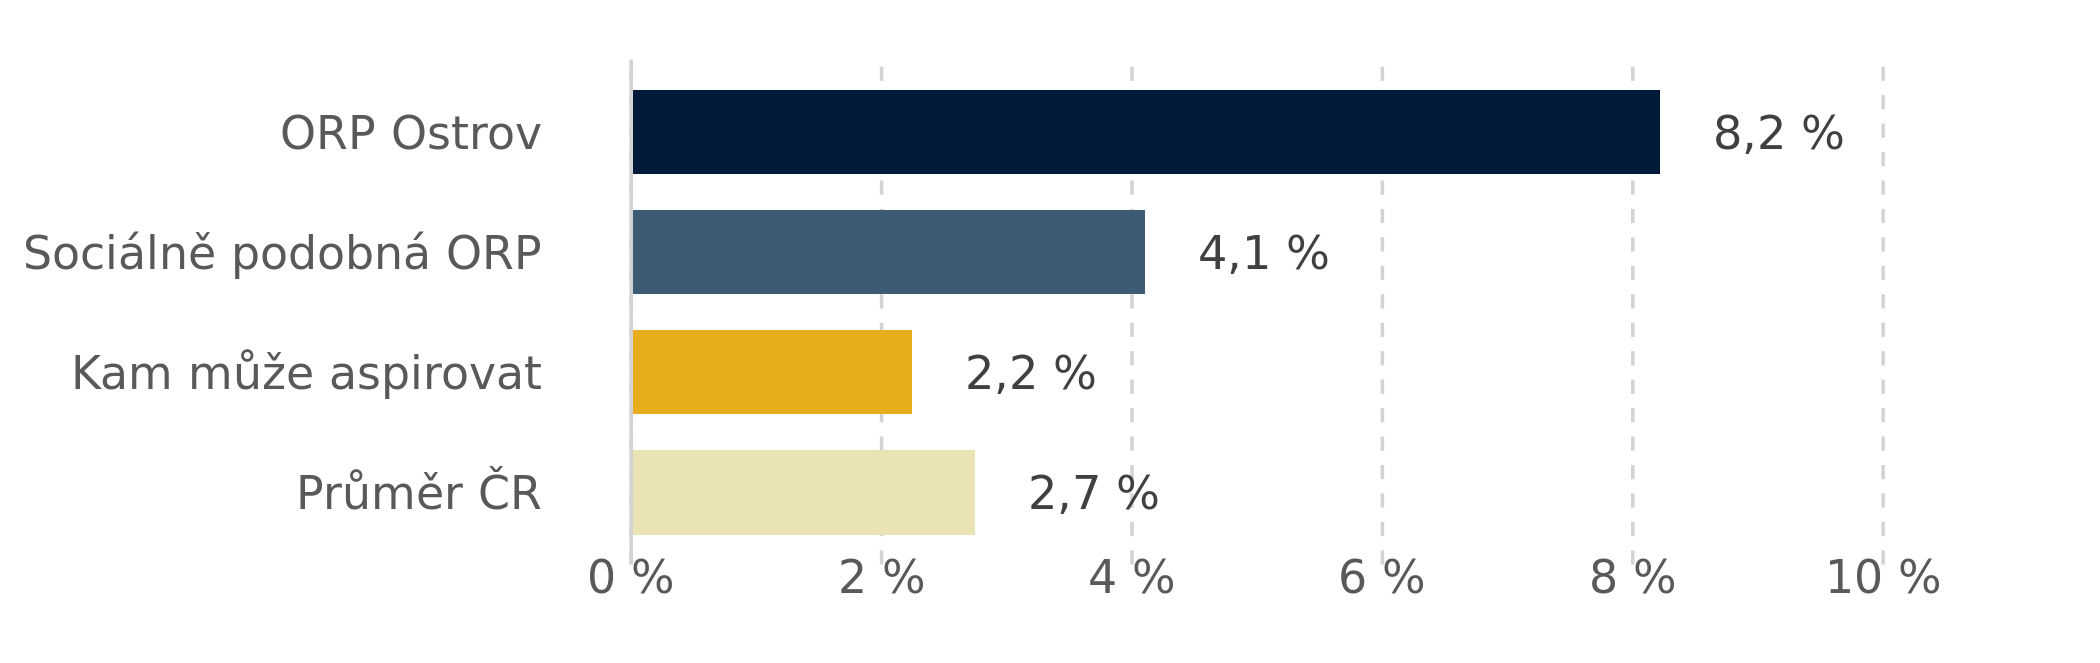 ORP Ostrov 8,2 %
Sociálně podobná ORP 4,1 %
Kam může aspirovat 2,2 %
Průměr ČR 2,7 %
0 % 2 % 4 % 6 % 8 % 10 %